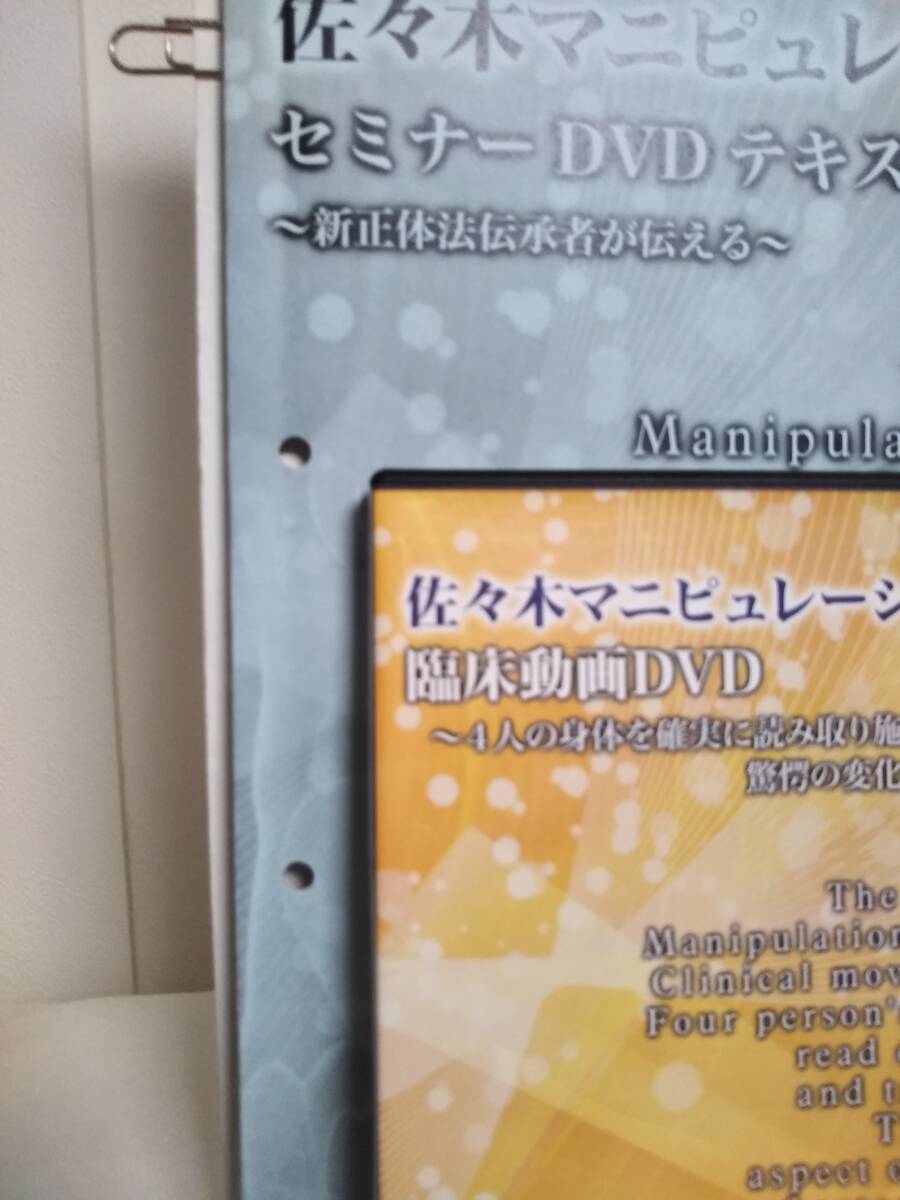 佐々木マニピュレ
セミナー DVD テキス
～新正体法伝承者が伝える～
Manipula
佐々木マニピュレーシ
臨床動画DVD
～4人の身体を確実に読み取り施
驚愕の変化
The
Manipulation
Clinical mov
Four person'
read
and t
T
aspect